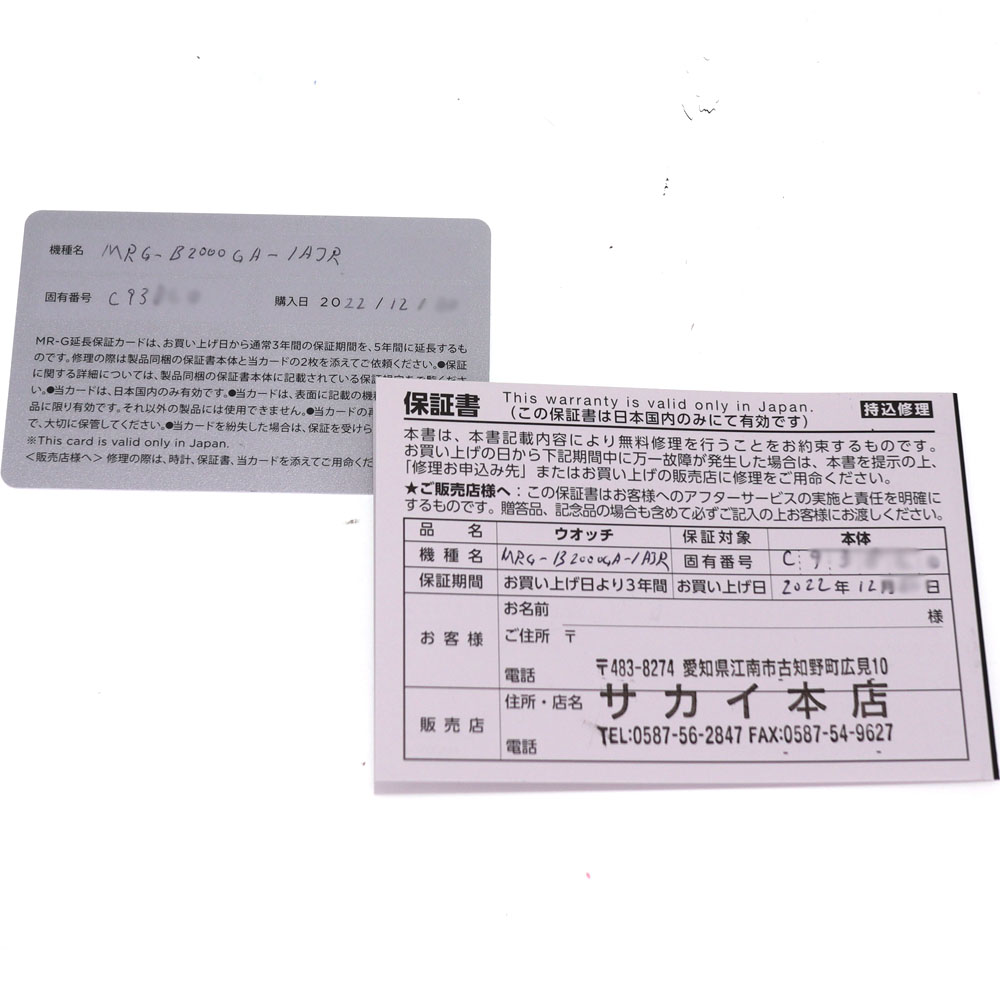 機種名 MRG-B2000GA-1AJR
固有番号 C93
購入日 2022/12/
MR-G延長保証カードは、お買い上げ日から通常3年間の保証期間を、5年間に延長するも
のです。修理の際は製品同梱の保証書本体と当カードの2枚を添えてご依頼ください。●保証
に関する詳細については、製品同梱の保証書本体に記載されている保証規定をご覧くださ
い。●当カードは、日本国内のみ有効です。●当カードは、表面に記載の機種
品に限り有効です。それ以外の製品には使用できません。●当カードの再
で、大切に保管してください。●当カードを紛失した場合は、保証を受けら
※This card is valid only in Japan.
<販売店様へ> 修理の際は、時計、保証書、当カードを添えてご用命くだ
保証書 This warranty is valid only in Japan.
(この保証書は日本国内のみにて有効です)
持込修理
本書は、本書記載内容により無料修理を行うことをお約束するものです。
お買い上げの日から下記期間中に万一故障が発生した場合は、本書を提示の上、
「修理お申込み先」またはお買い上げの販売店に修理をご用命ください。
★ご販売店様へ:この保証書はお客様へのアフターサービスの実施と責任を明確に
するものです。贈答品、記念品の場合も含めて必ずご記入の上お客様にお渡しください。
品名 ウオッチ 保証対象 本体
機種名 MRG-B2000GA-1AJR 固有番号 C 9 3
保証期間 お買い上げ日より3年間 お買い上げ日 2022年12月 日
お客様 お名前 様
ご住所 〒
電話
〒483-8274 愛知県江南市古知野町広見10
販売店 住所・店名 サカイ本店
電話 TEL:0587-56-2847 FAX:0587-54-9627